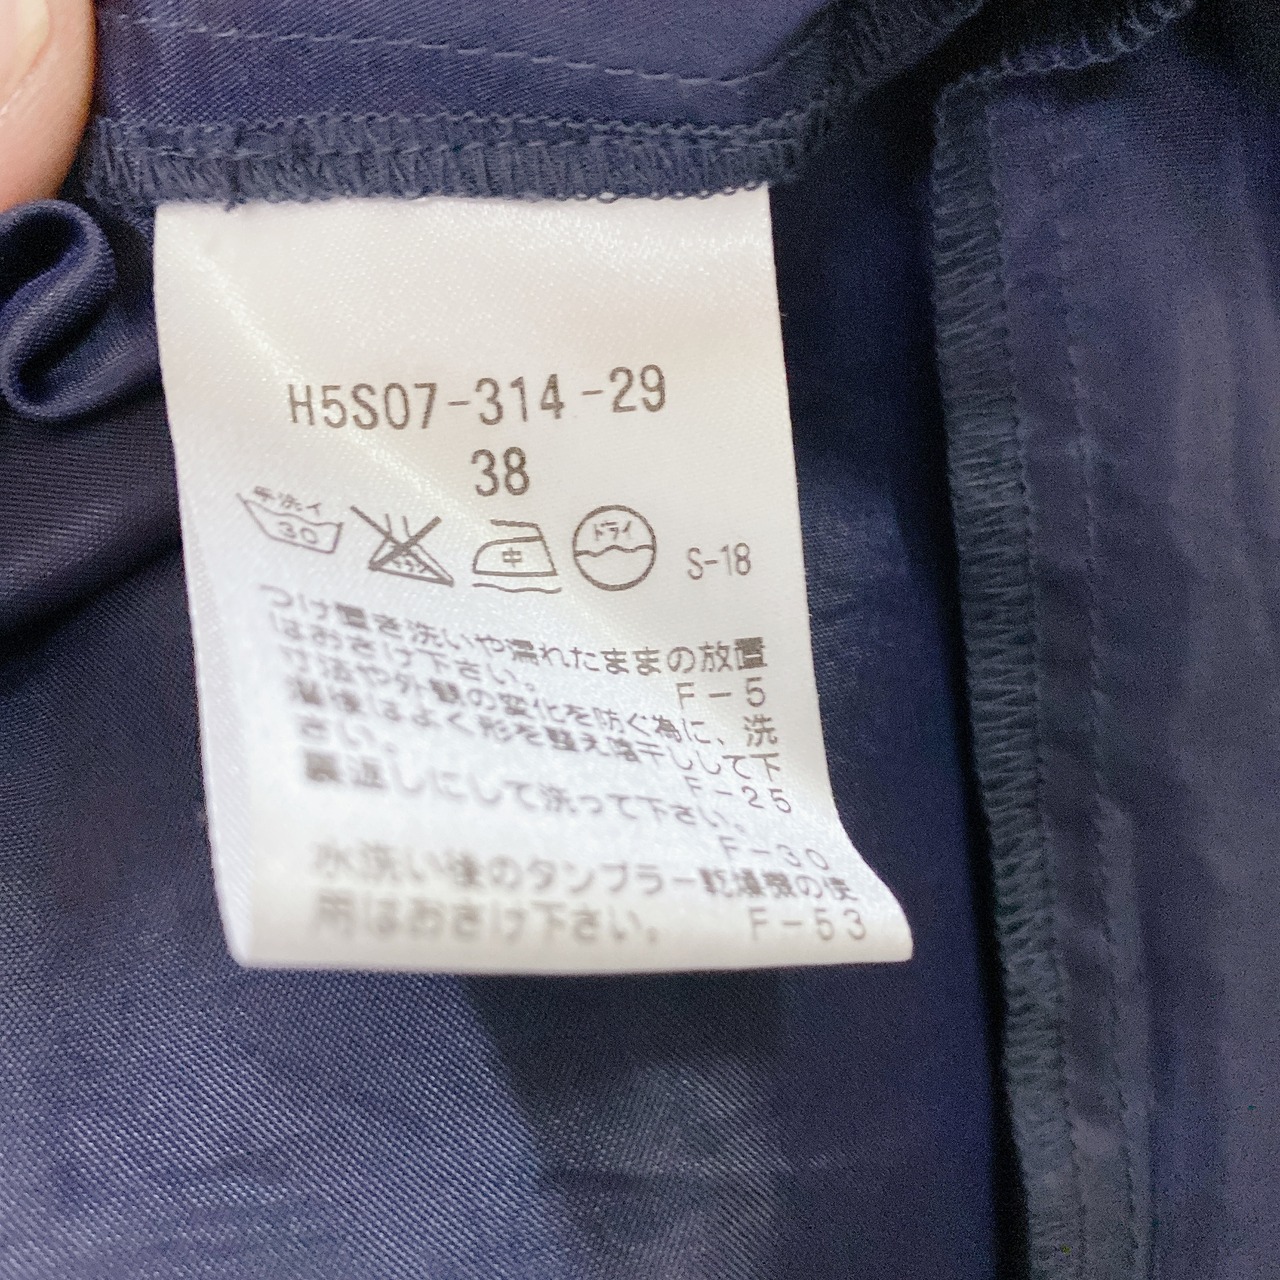 H5S07-314-29
38
手洗イ
30
中
ドライ
S-18
つけ置き洗いや濡れたままの放置
はおさけ下さい。
F-5
寸法や外観の変化を防ぐ為に、洗
濯後はよく形を整え陰干しして下
さい。
F-25
裏返しにして洗って下さい。
F-30
水洗い後のタンブラー乾燥機の使
用はおさけ下さい。 F-53